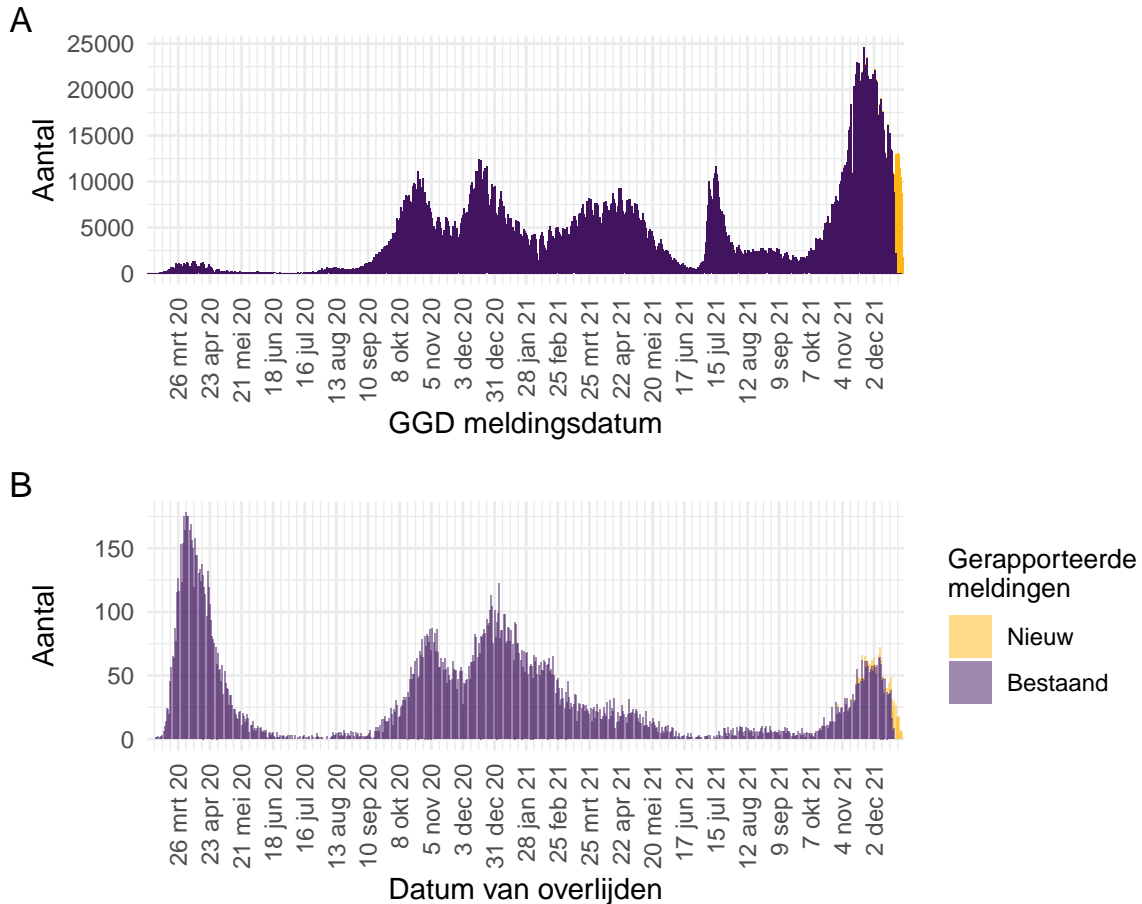 A
25000
20000
15000
10000
5000
0
Aantal
26 mrt 20
23 apr 20
21 mei 20
18 jun 20
16 jul 20
13 aug 20
10 sep 20
8 okt 20
5 nov 20
3 dec 20
31 dec 20
28 jan 21
25 feb 21
25 mrt 21
22 apr 21
20 mei 21
17 jun 21
15 jul 21
12 aug 21
9 sep 21
7 okt 21
4 nov 21
2 dec 21
GGD meldingsdatum
B
150
100
50
0
Aantal
26 mrt 20
23 apr 20
21 mei 20
18 jun 20
16 jul 20
13 aug 20
10 sep 20
8 okt 20
5 nov 20
3 dec 20
31 dec 20
28 jan 21
25 feb 21
25 mrt 21
22 apr 21
20 mei 21
17 jun 21
15 jul 21
12 aug 21
9 sep 21
7 okt 21
4 nov 21
2 dec 21
Datum van overlijden
Gerapporteerde
meldingen
Nieuw
Bestaand